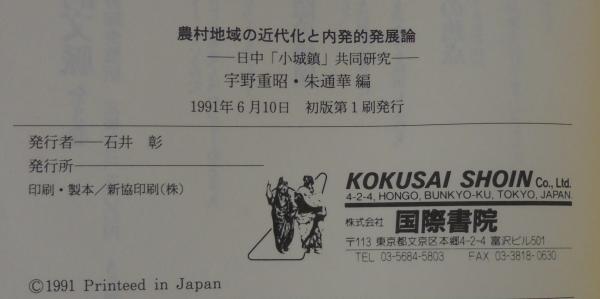 農村地域の近代化と内発的発展論
——日中「小城鎮」共同研究——
宇野重昭・朱通華 編
1991年6月10日 初版第1刷発行
発行者——石井 彰
発行所——
印刷・製本/新協印刷(株)
KOKUSAI SHOIN Co., Ltd.
4-2-4, HONGO, BUNKYO-KU, TOKYO, JAPAN.
株式会社 国際書院
〒113 東京都文京区本郷4-2-4 富沢ビル501
TEL 03-5684-5803 FAX 03-3818-0630
©1991 Printeed in Japan